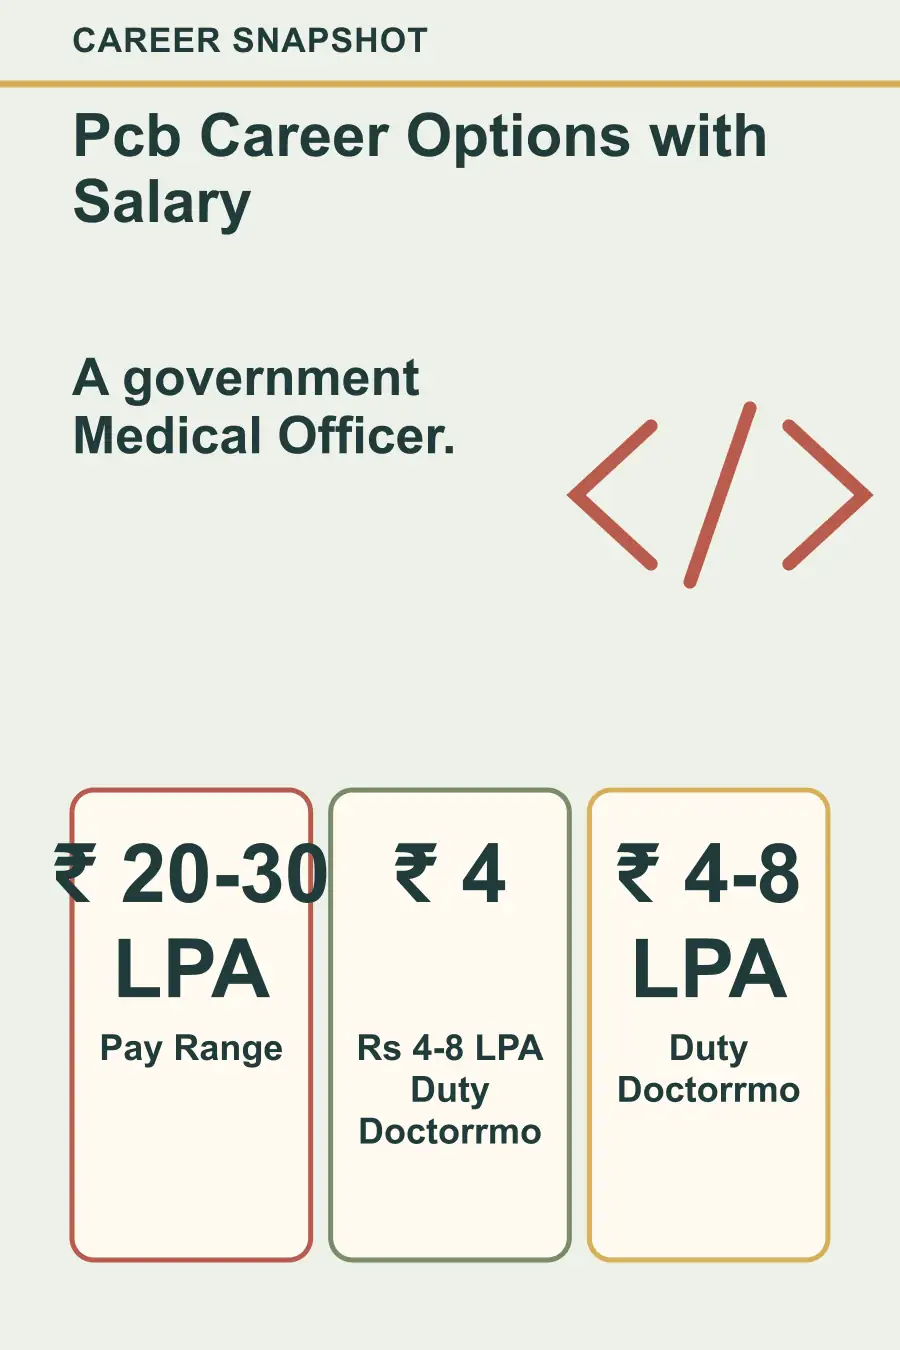 CAREER SNAPSHOT
Pcb Career Options with
Salary
A government
Medical Officer.
₹ 20-30
LPA
Pay Range
₹ 4
Rs 4-8 LPA
Duty
Doctorrmo
₹ 4-8
LPA
Duty
Doctorrmo